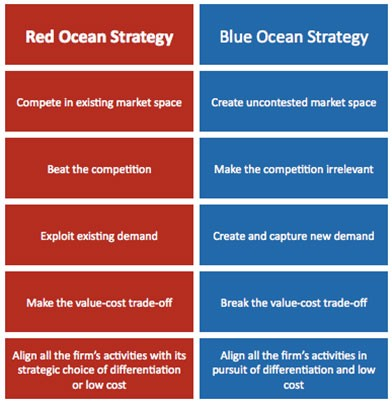 Red Ocean Strategy
Blue Ocean Strategy
Compete in existing market space
Create uncontested market space
Beat the competition
Make the competition irrelevant
Exploit existing demand
Create and capture new demand
Make the value-cost trade-off
Break the value-cost trade-off
Align all the firm's activities with its
strategic choice of differentiation
or low cost
Align all the firm's activities in
pursuit of differentiation and low
cost